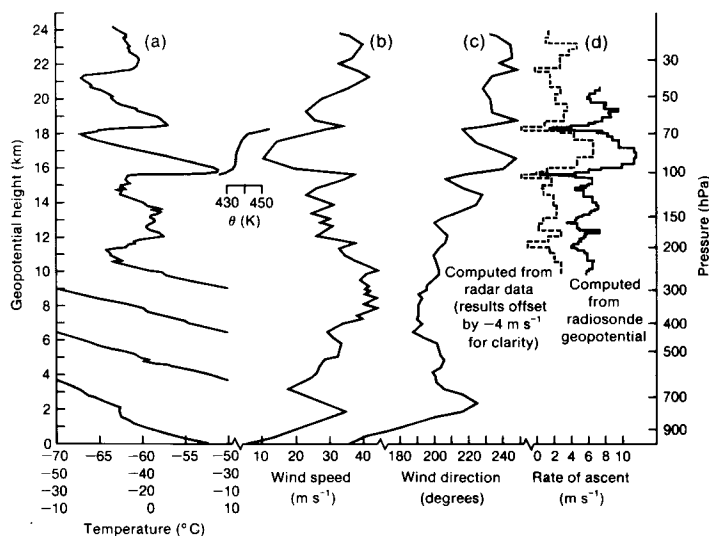 (a)
(b)
(c)
(d)
24
22
20
18
16
14
12
10
8
6
4
2
0
Geopotential height (km)
30
50
70
100
150
200
300
400
500
700
900
Pressure (hPa)
430 450
θ (K)
Computed from
radar data
(results offset
by −4 m s⁻¹
for clarity)
Computed
from
radiosonde
geopotential
−70 −65 −60 −55 −50
−50 −40 −30
−30 −20 −10
−10 0 10
Temperature (°C)
10 20 30 40
Wind speed
(m s⁻¹)
180 200 220 240
Wind direction
(degrees)
0 2 4 6 8 10
Rate of ascent
(m s⁻¹)